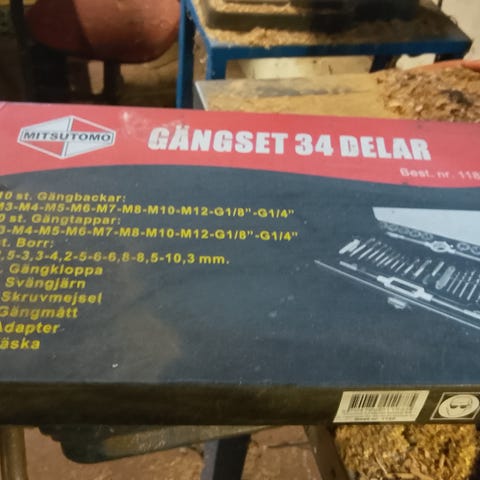 MITSUTOMO
GÄNGSET 34 DELAR
Best. nr. 118
10 st. Gängbackar:
M3-M4-M5-M6-M7-M8-M10-M12-G1/8"-G1/4"
0 st. Gängtappar:
3-M4-M5-M6-M7-M8-M10-M12-G1/8"-G1/4"
st. Borr:
2,5-3,3-4,2-5-6-6,8-8,5-10,3 mm.
Gängkloppa
Svängjärn
Skruvmejsel
Gängmått
Adapter
äska